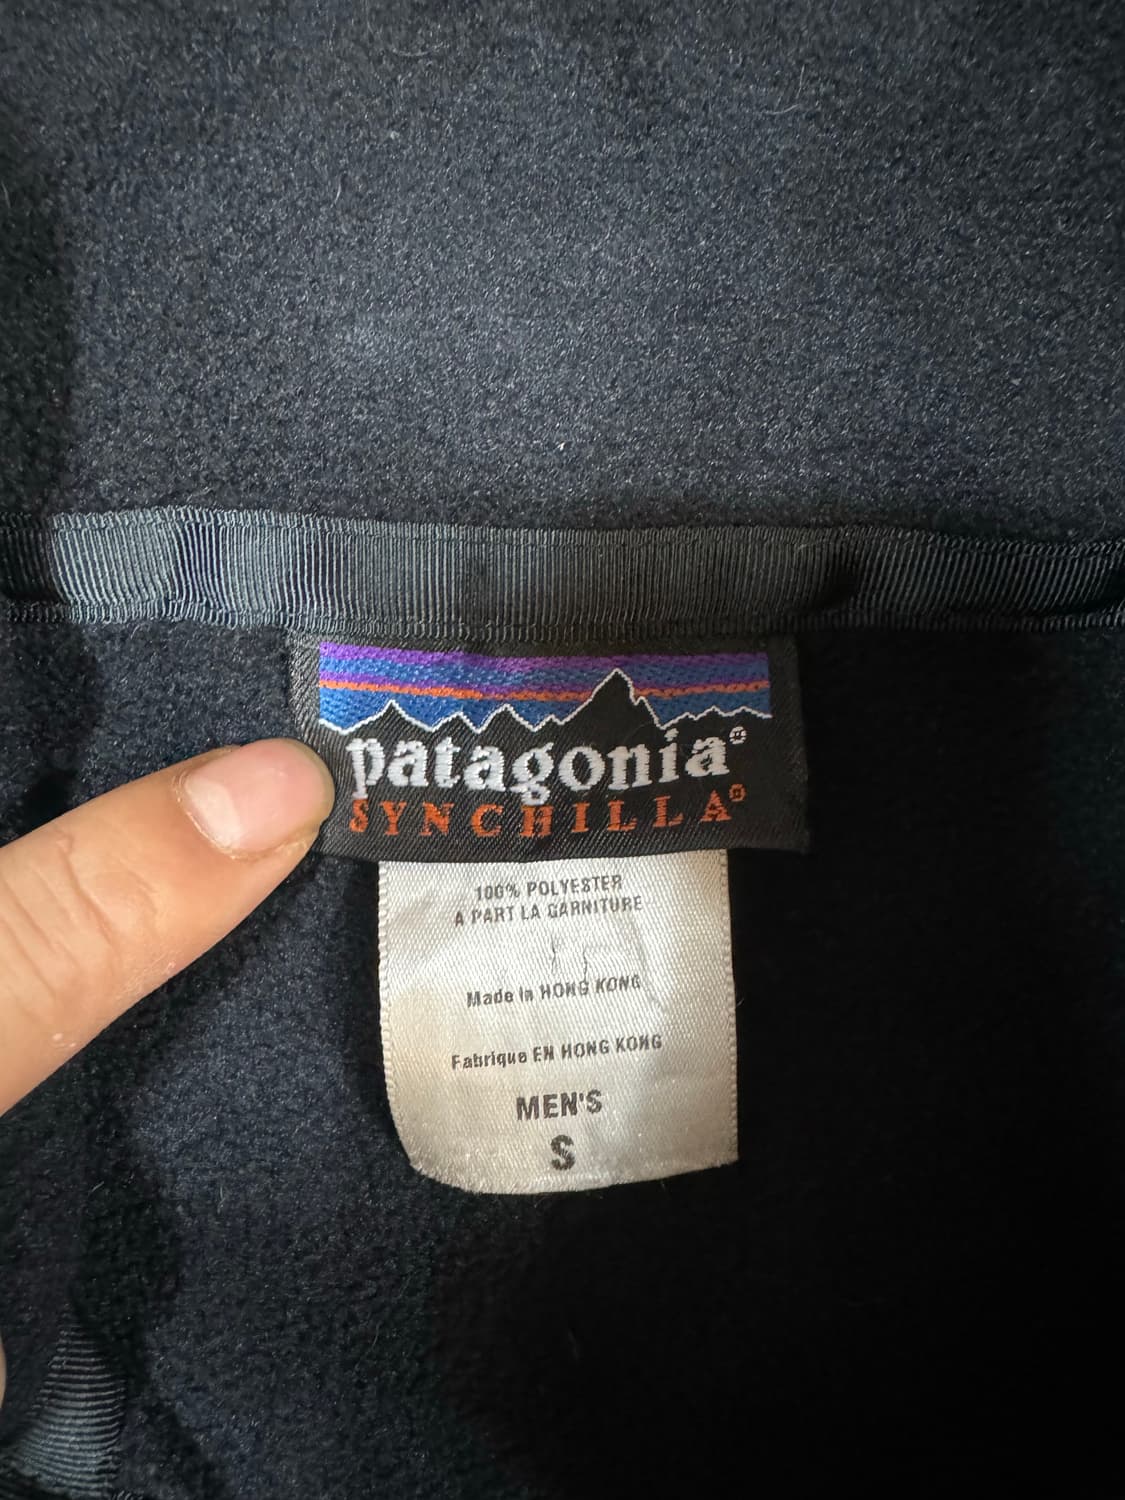 patagonia®
SYNCHILLA®
100% POLYESTER
A PART LA GARNITURE
Made in HONG KONG
Fabrique EN HONG KONG
MEN'S
S